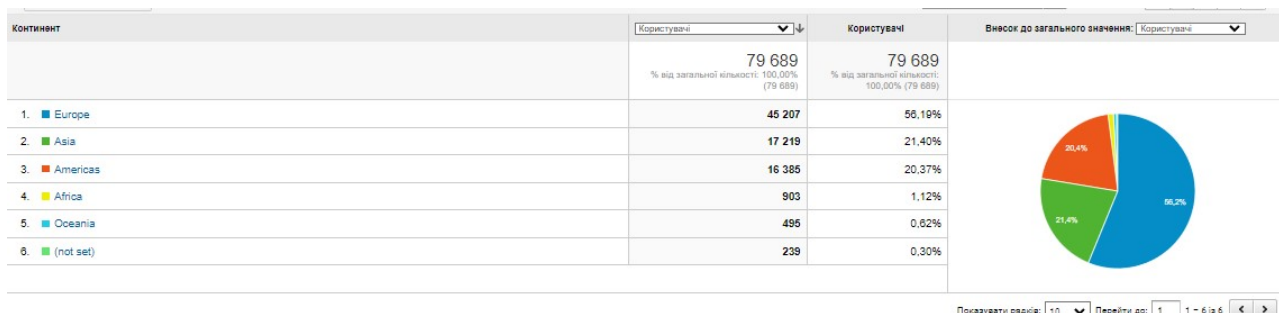 Континент Користувачі Користувачі Внесок до загального значення: Користувачі
79 689 79 689
% від загальної кількості: 100,00% (79 689) % від загальної кількості: 100,00% (79 689)
1. Europe 45 207 56,19%
2. Asia 17 219 21,40%
3. Americas 16 385 20,37%
4. Africa 903 1,12%
5. Oceania 495 0,62%
6. (not set) 239 0,30%
20,4%
56,2%
21,4%
Показувати рядків: 10 Перейти до: 1 1 – 6 із 6